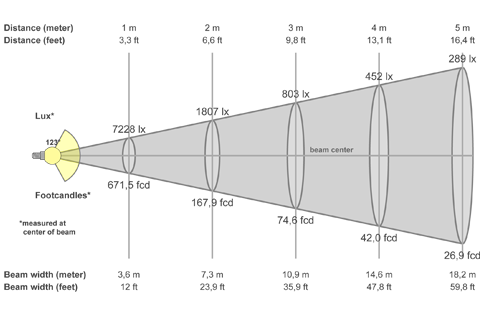 Distance (meter) 1 m 2 m 3 m 4 m 5 m
Distance (feet) 3,3 ft 6,6 ft 9,8 ft 13,1 ft 16,4 ft
289 lx
452 lx
803 lx
1807 lx
Lux*
7228 lx
123°
beam center
671,5 fcd
Footcandles*
167,9 fcd
74,6 fcd
*measured at
center of beam
42,0 fcd
26,9 fcd
Beam width (meter) 3,6 m 7,3 m 10,9 m 14,6 m 18,2 m
Beam width (feet) 12 ft 23,9 ft 35,9 ft 47,8 ft 59,8 ft